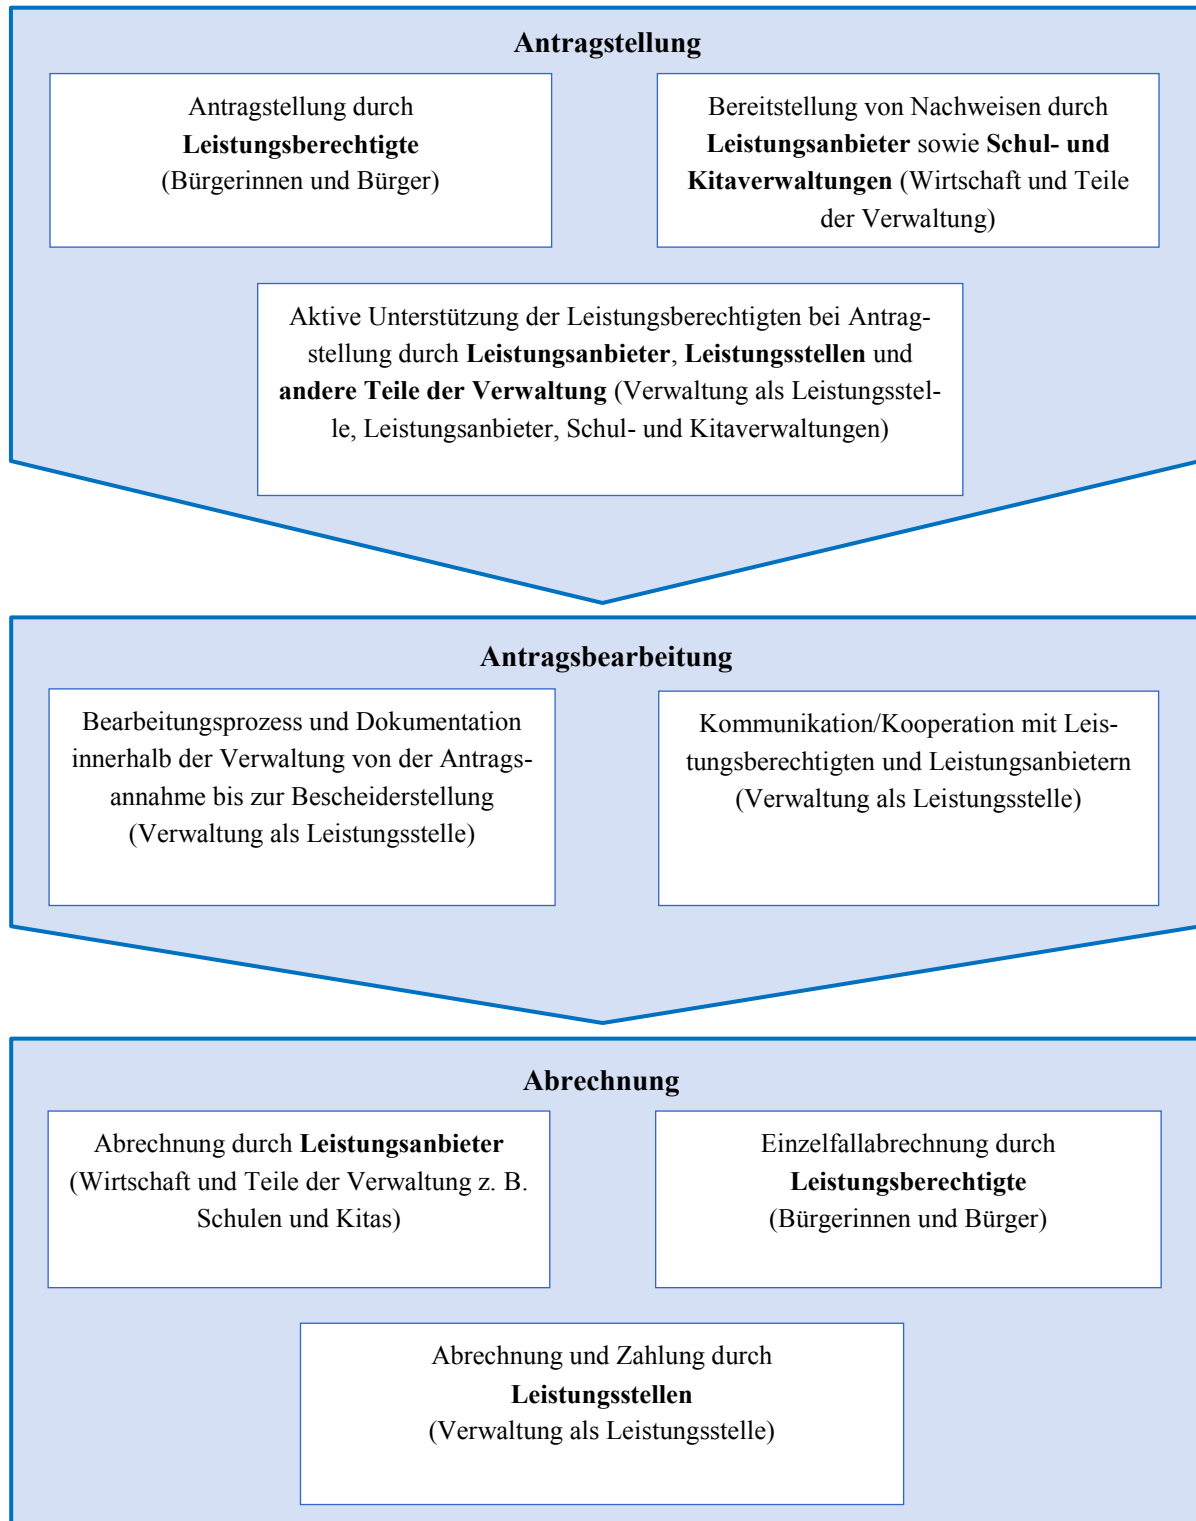 Antragstellung
Antragstellung durch
Leistungsberechtigte
(Bürgerinnen und Bürger)
Bereitstellung von Nachweisen durch
Leistungsanbieter sowie Schul- und
Kitaverwaltungen (Wirtschaft und Teile
der Verwaltung)
Aktive Unterstützung der Leistungsberechtigten bei Antrag-
stellung durch Leistungsanbieter, Leistungsstellen und
andere Teile der Verwaltung (Verwaltung als Leistungsstel-
le, Leistungsanbieter, Schul- und Kitaverwaltungen)
Antragsbearbeitung
Bearbeitungsprozess und Dokumentation
innerhalb der Verwaltung von der Antrags-
annahme bis zur Bescheiderstellung
(Verwaltung als Leistungsstelle)
Kommunikation/Kooperation mit Leis-
tungsberechtigten und Leistungsanbietern
(Verwaltung als Leistungsstelle)
Abrechnung
Abrechnung durch Leistungsanbieter
(Wirtschaft und Teile der Verwaltung z. B.
Schulen und Kitas)
Einzelfallabrechnung durch
Leistungsberechtigte
(Bürgerinnen und Bürger)
Abrechnung und Zahlung durch
Leistungsstellen
(Verwaltung als Leistungsstelle)